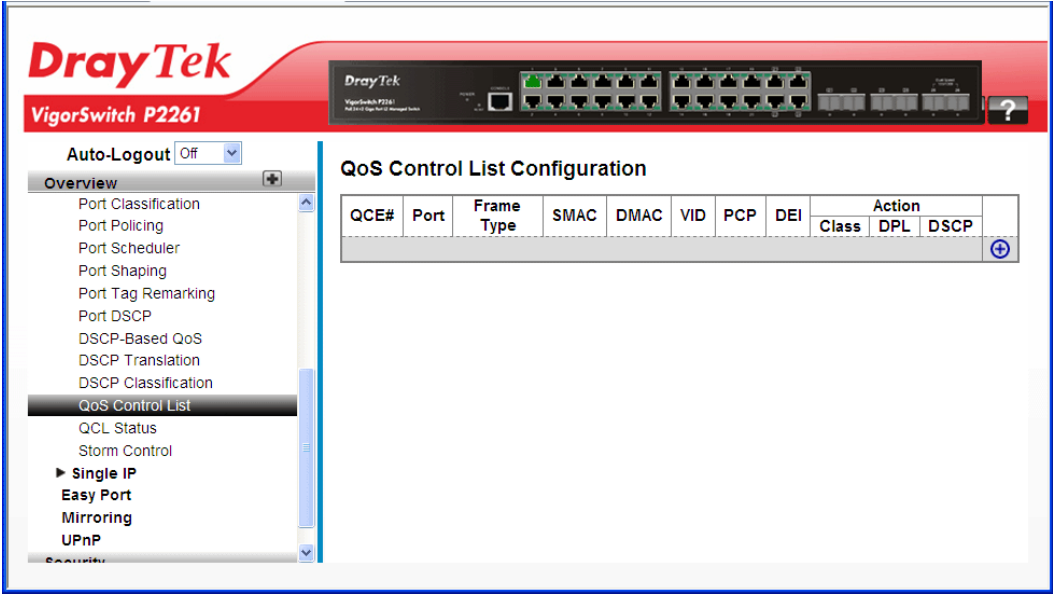 DrayTek
VigorSwitch P2261
DrayTek
VigorSwitch P2261
?
Auto-Logout Off
Overview
Port Classification
Port Policing
Port Scheduler
Port Shaping
Port Tag Remarking
Port DSCP
DSCP-Based QoS
DSCP Translation
DSCP Classification
QoS Control List
QCL Status
Storm Control
Single IP
Easy Port
Mirroring
UPnP
Security
QoS Control List Configuration
QCE# Port Frame Type SMAC DMAC VID PCP DEI Action
Class DPL DSCP